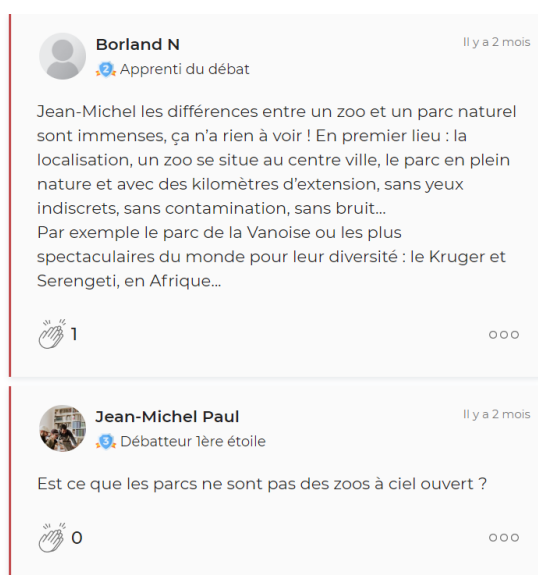 Borland N
Il y a 2 mois
2 Apprenti du débat
Jean-Michel les différences entre un zoo et un parc naturel
sont immenses, ça n’a rien à voir ! En premier lieu : la
localisation, un zoo se situe au centre ville, le parc en plein
nature et avec des kilomètres d’extension, sans yeux
indiscrets, sans contamination, sans bruit...
Par exemple le parc de la Vanoise ou les plus
spectaculaires du monde pour leur diversité : le Kruger et
Serengeti, en Afrique...
1
Jean-Michel Paul
Il y a 2 mois
3 Débatteur 1ère étoile
Est ce que les parcs ne sont pas des zoos à ciel ouvert ?
0